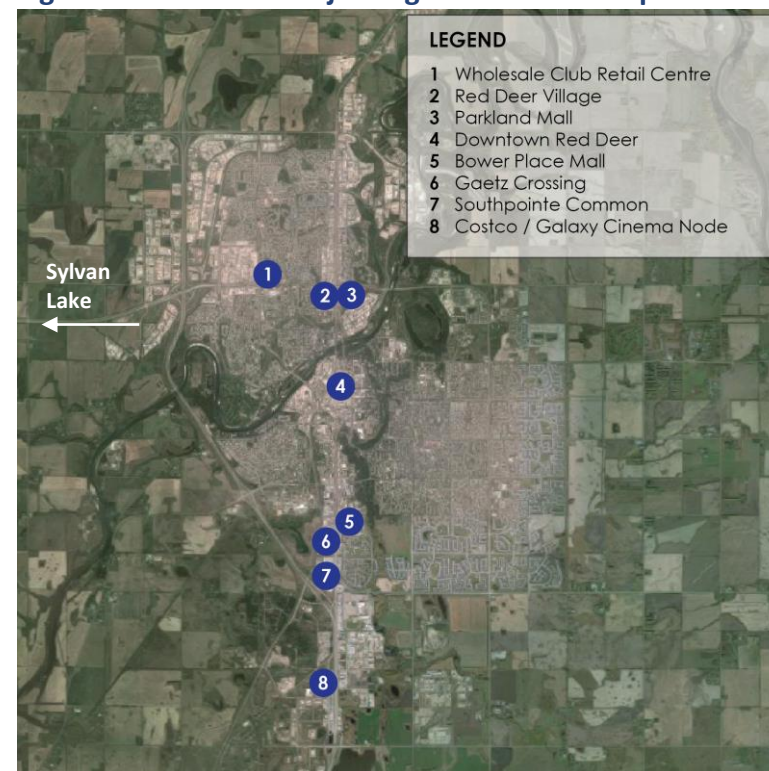 LEGEND
1 Wholesale Club Retail Centre
2 Red Deer Village
3 Parkland Mall
4 Downtown Red Deer
5 Bower Place Mall
6 Gaetz Crossing
7 Southpointe Common
8 Costco / Galaxy Cinema Node
Sylvan
Lake
1
2
3
4
5
6
7
8